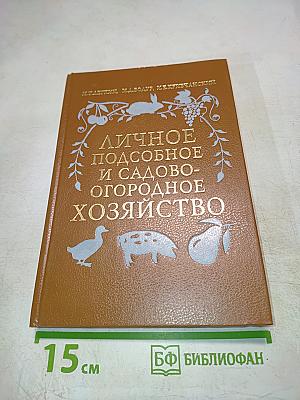 ЛИЧНОЕ
ПОДСОБНОЕ
И САДОВО-
ОГОРОДНОЕ
ХОЗЯЙСТВО
15 см
БФ БИБЛИОФАН